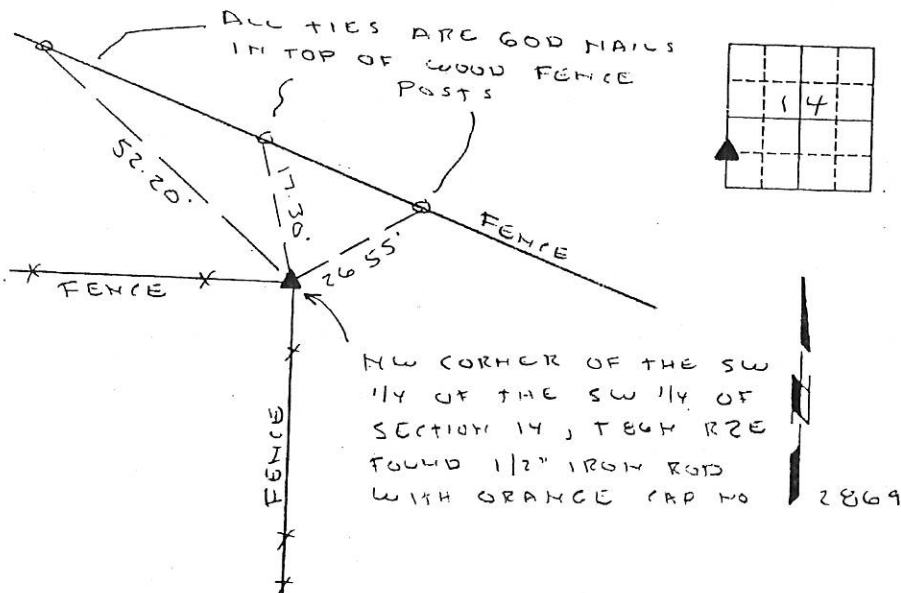 ALL TIES ARE 60D NAILS
IN TOP OF WOOD FENCE
POSTS
14
52.20'
17.30'
26.55'
FENCE
FENCE
FENCE
NW CORNER OF THE SW
1/4 OF THE SW 1/4 OF
SECTION 14, T86N R2E
FOUND 1/2" IRON ROD
WITH ORANGE CAP NO 2869
N